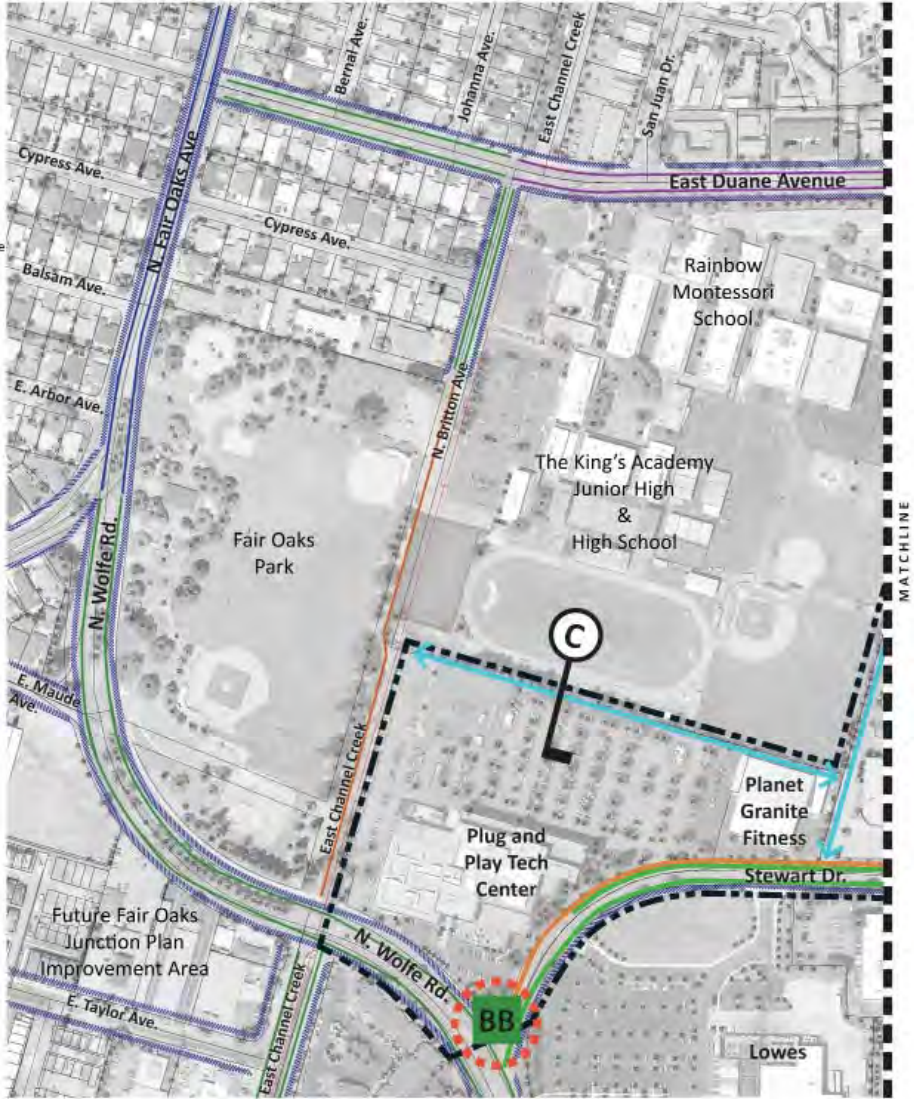 Bernal Ave.
Johanna Ave.
East Channel Creek
San Juan Dr.
Cypress Ave.
N. Fair Oaks Ave
East Duane Avenue
Cypress Ave.
Balsam Ave.
Rainbow
Montessori
School
E. Arbor Ave.
N. Britton Ave
The King's Academy
Junior High
&
High School
MATCHLINE
Fair Oaks
Park
N. Wolfe Rd.
C
E. Maude
Ave.
East Channel Creek
Planet
Granite
Fitness
Plug and
Play Tech
Center
Stewart Dr.
Future Fair Oaks
Junction Plan
Improvement Area
N. Wolfe Rd.
E. Taylor Ave.
East Channel Creek
BB
Lowes